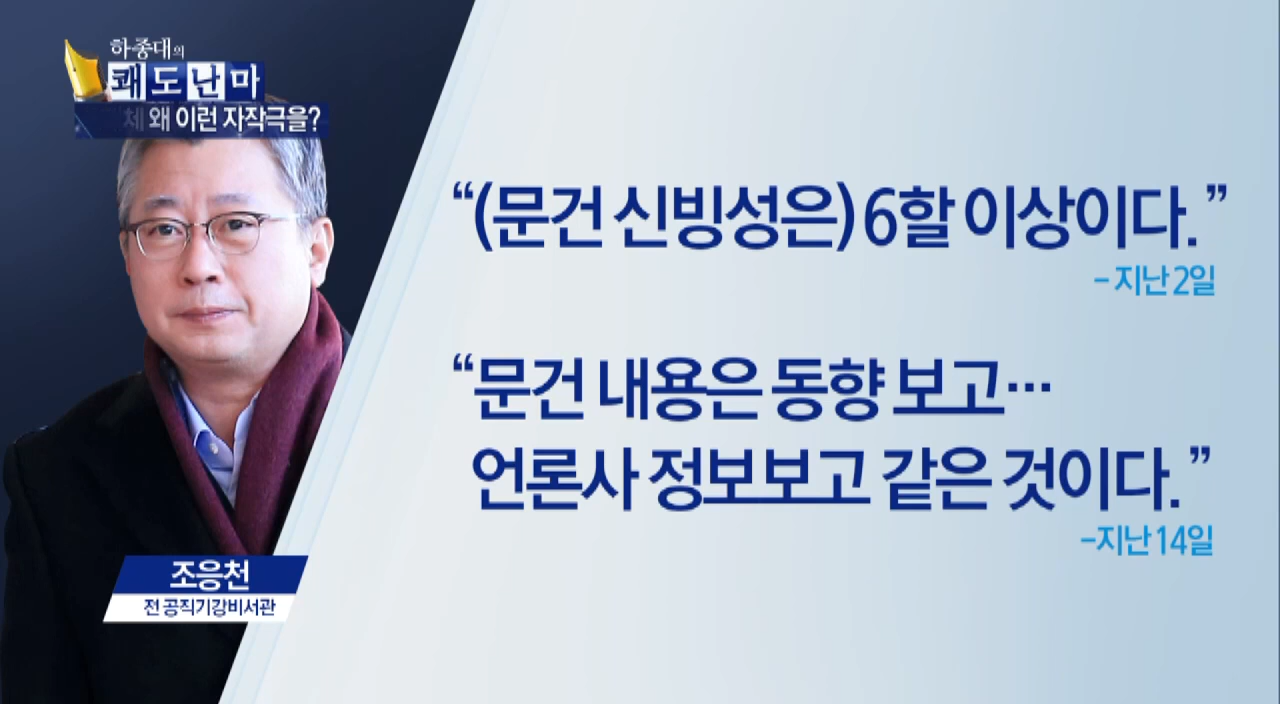 하종대의
쾌도난마
체 왜 이런 자작극을?
“(문건 신빙성은) 6할 이상이다.”
- 지난 2일
“문건 내용은 동향 보고…
언론사 정보보고 같은 것이다.”
-지난 14일
조응천
전 공직기강비서관